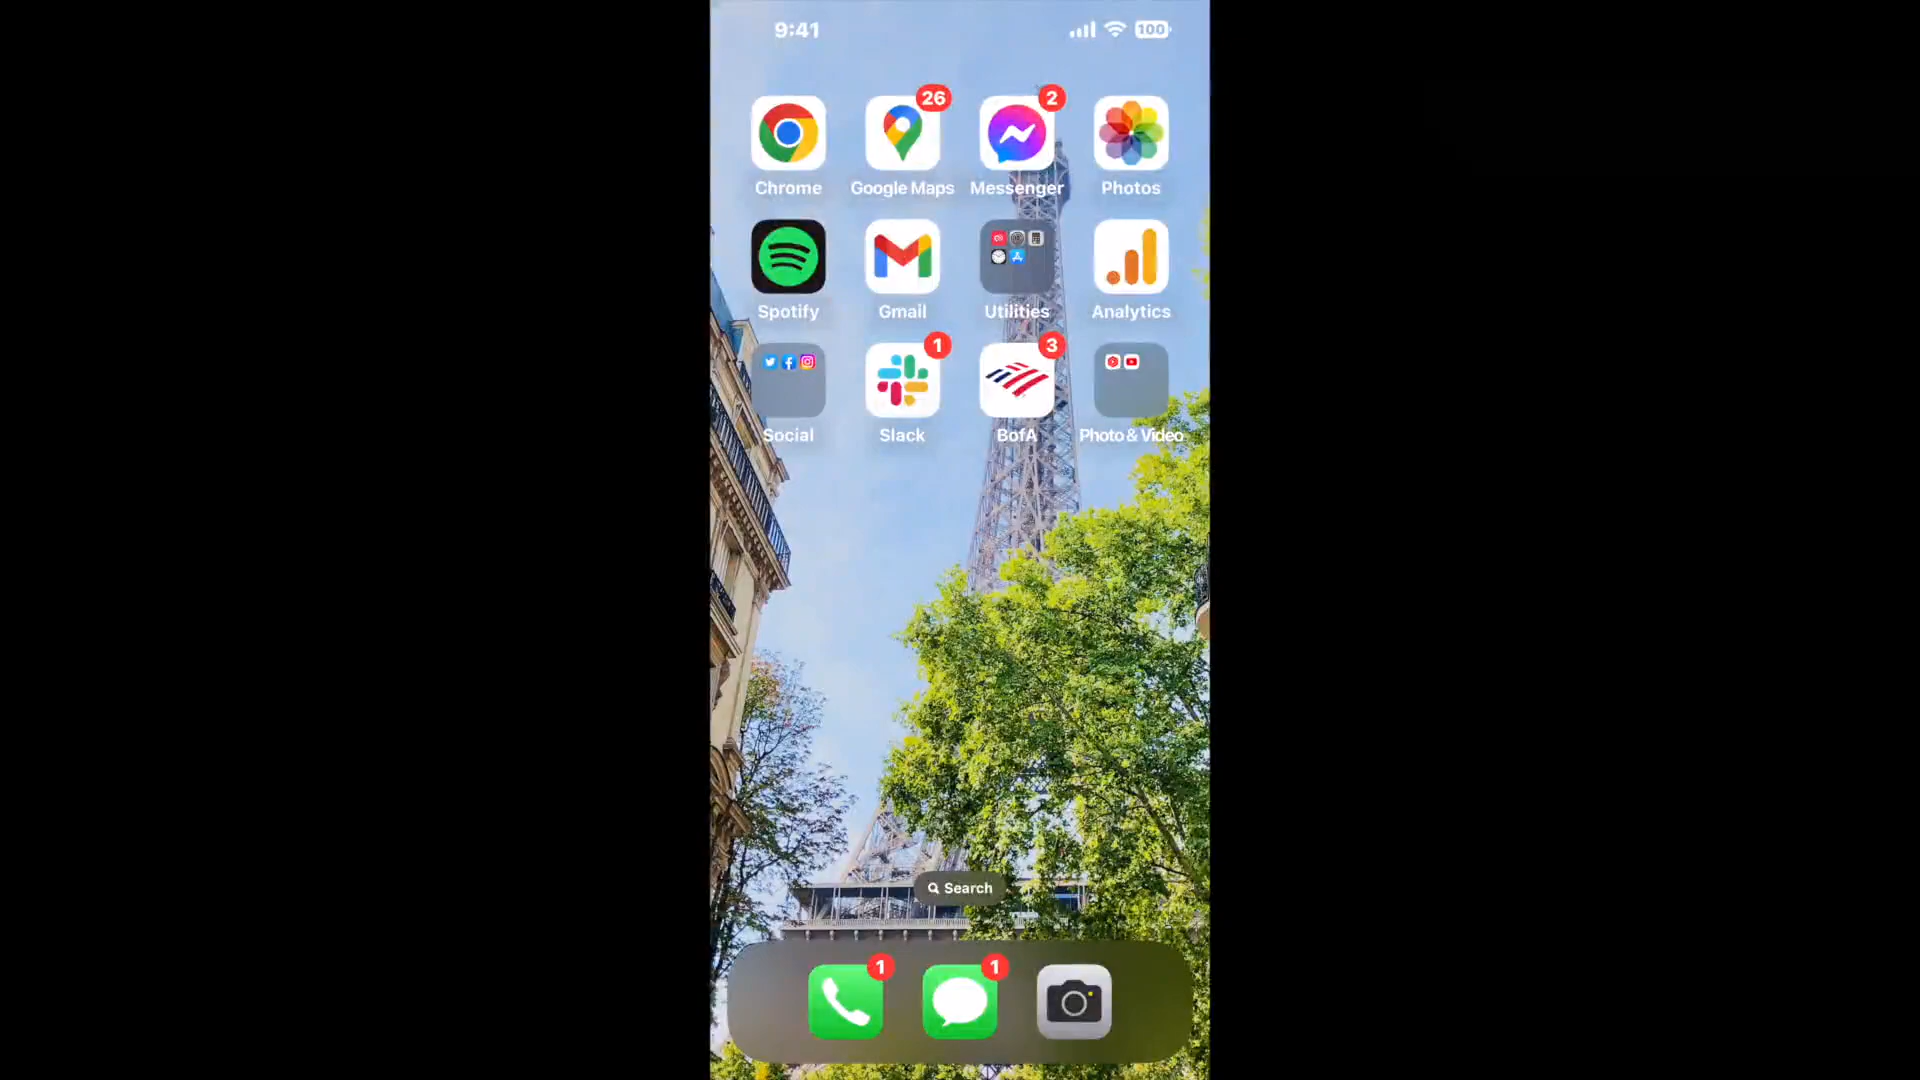 9:41
100
26
2
Chrome
Google Maps
Messenger
Photos
Spotify
Gmail
Utilities
Analytics
1
3
Social
Slack
BofA
Photo & Video
Search
1
1